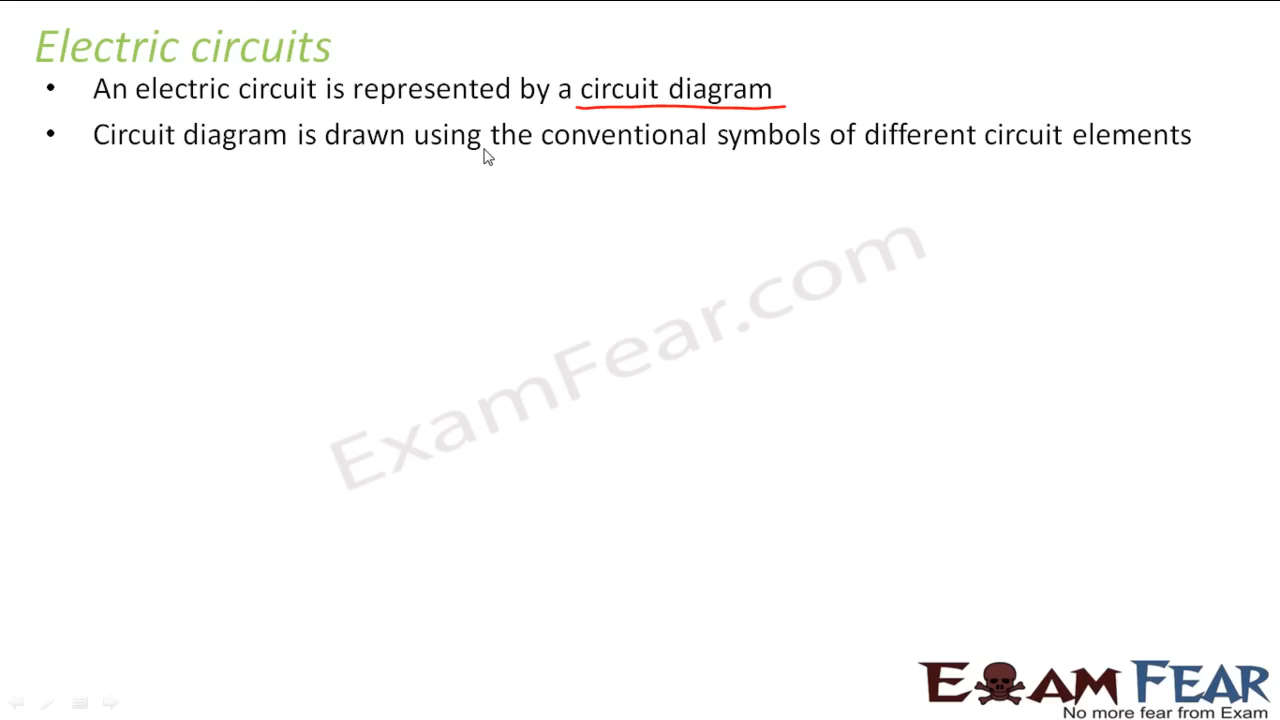 Electric circuits
• An electric circuit is represented by a circuit diagram
• Circuit diagram is drawn using the conventional symbols of different circuit elements
ExamFear.com
EXAM FEAR
No more fear from Exam